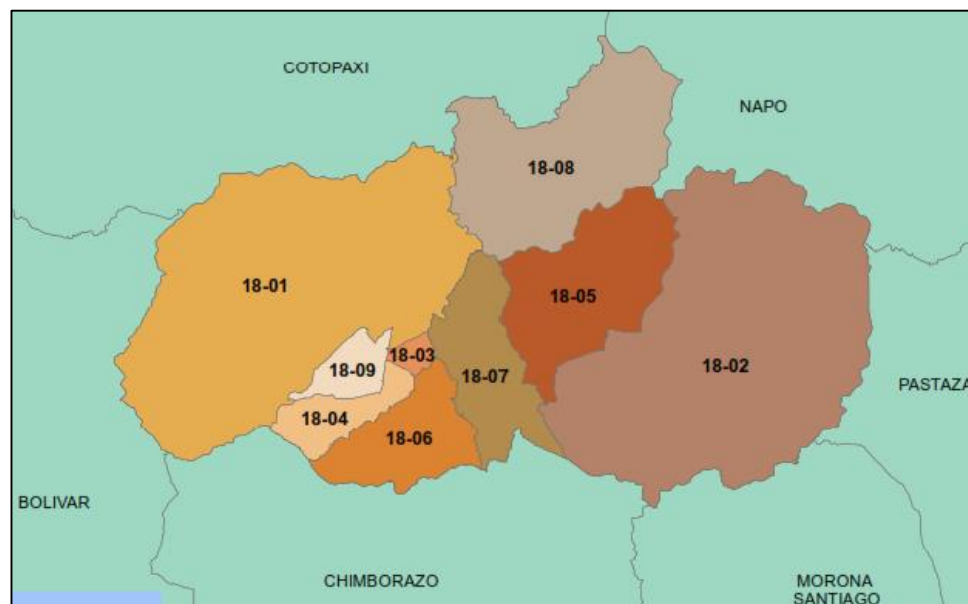 COTOPAXI
NAPO
18-08
18-01
18-05
18-03
18-09
18-07
18-02
PASTAZA
18-04
18-06
BOLIVAR
CHIMBORAZO
MORONA
SANTIAGO